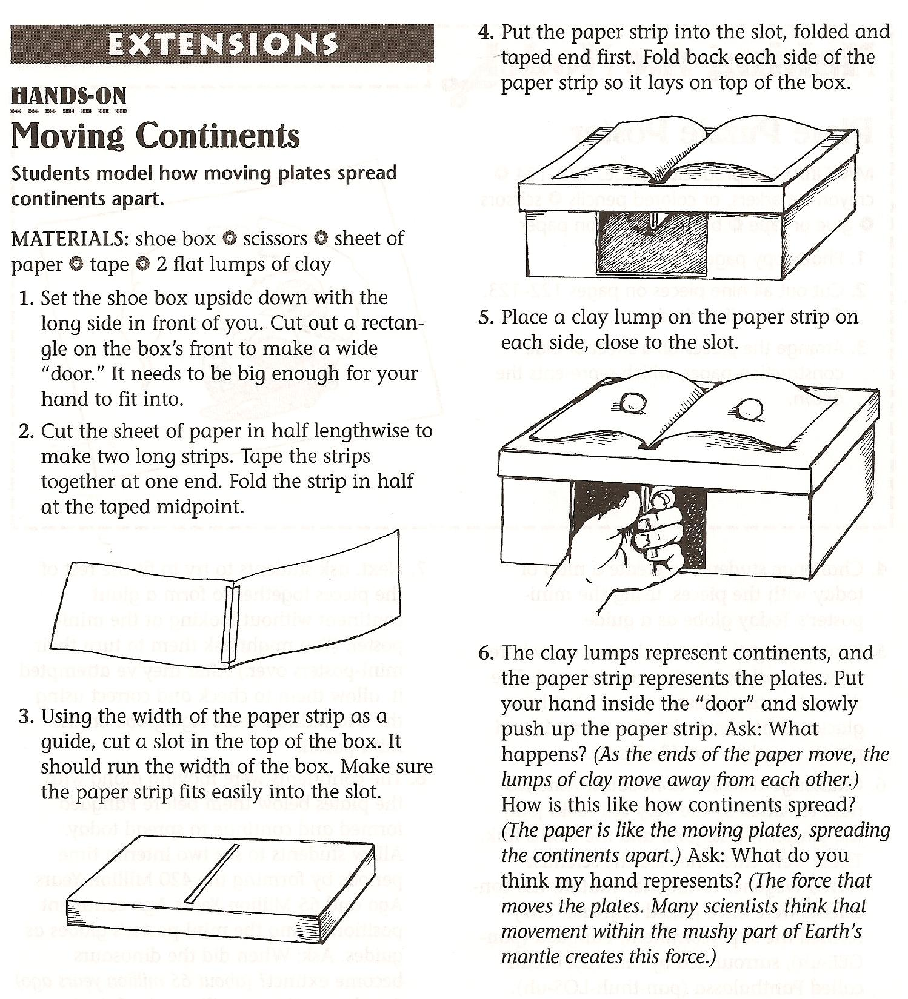 EXTENSIONS
HANDS-ON
Moving Continents
Students model how moving plates spread
continents apart.
MATERIALS: shoe box ⊙ scissors ⊙ sheet of
paper ⊙ tape ⊙ 2 flat lumps of clay
1. Set the shoe box upside down with the
long side in front of you. Cut out a rectan-
gle on the box's front to make a wide
"door." It needs to be big enough for your
hand to fit into.
2. Cut the sheet of paper in half lengthwise to
make two long strips. Tape the strips
together at one end. Fold the strip in half
at the taped midpoint.
3. Using the width of the paper strip as a
guide, cut a slot in the top of the box. It
should run the width of the box. Make sure
the paper strip fits easily into the slot.
4. Put the paper strip into the slot, folded and
taped end first. Fold back each side of the
paper strip so it lays on top of the box.
5. Place a clay lump on the paper strip on
each side, close to the slot.
6. The clay lumps represent continents, and
the paper strip represents the plates. Put
your hand inside the "door" and slowly
push up the paper strip. Ask: What
happens? (As the ends of the paper move, the
lumps of clay move away from each other.)
How is this like how continents spread?
(The paper is like the moving plates, spreading
the continents apart.) Ask: What do you
think my hand represents? (The force that
moves the plates. Many scientists think that
movement within the mushy part of Earth's
mantle creates this force.)